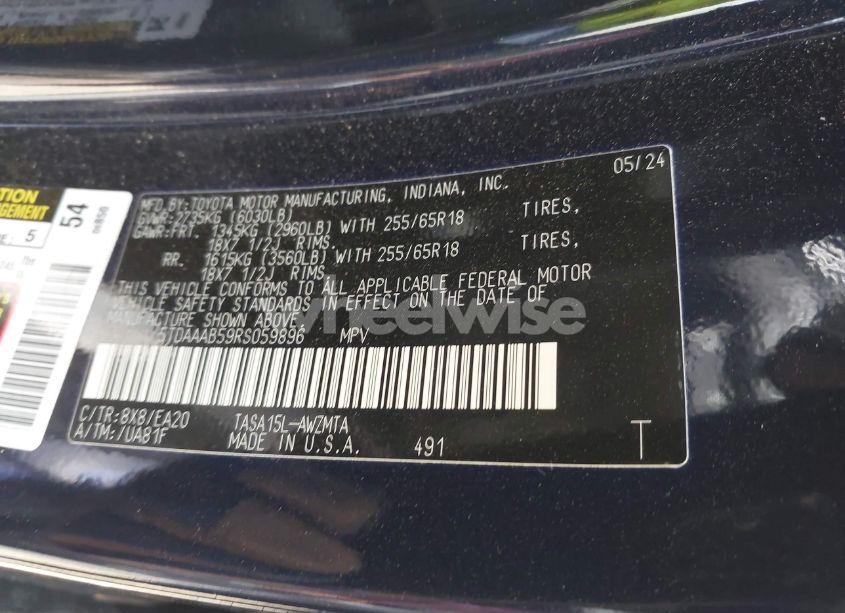 05/24
MFD.BY:TOYOTA MOTOR MANUFACTURING, INDIANA, INC.
GVWR:2735KG (6030LB)
GAWR:FRT. 1345KG (2960LB) WITH 255/65R18 TIRES,
18X7 1/2J RIMS.
RR. 1615KG (3560LB) WITH 255/65R18 TIRES,
18X7 1/2J RIMS.
THIS VEHICLE CONFORMS TO ALL APPLICABLE FEDERAL MOTOR
VEHICLE SAFETY STANDARDS IN EFFECT ON THE DATE OF
MANUFACTURE SHOWN ABOVE.
5TDAAAB59RS059896 MPV
C/TR:8X8/EA20 TASA15L-AWZMTA
A/TM:/UA81F MADE IN U.S.A. 491 T
wheelwise
54
5